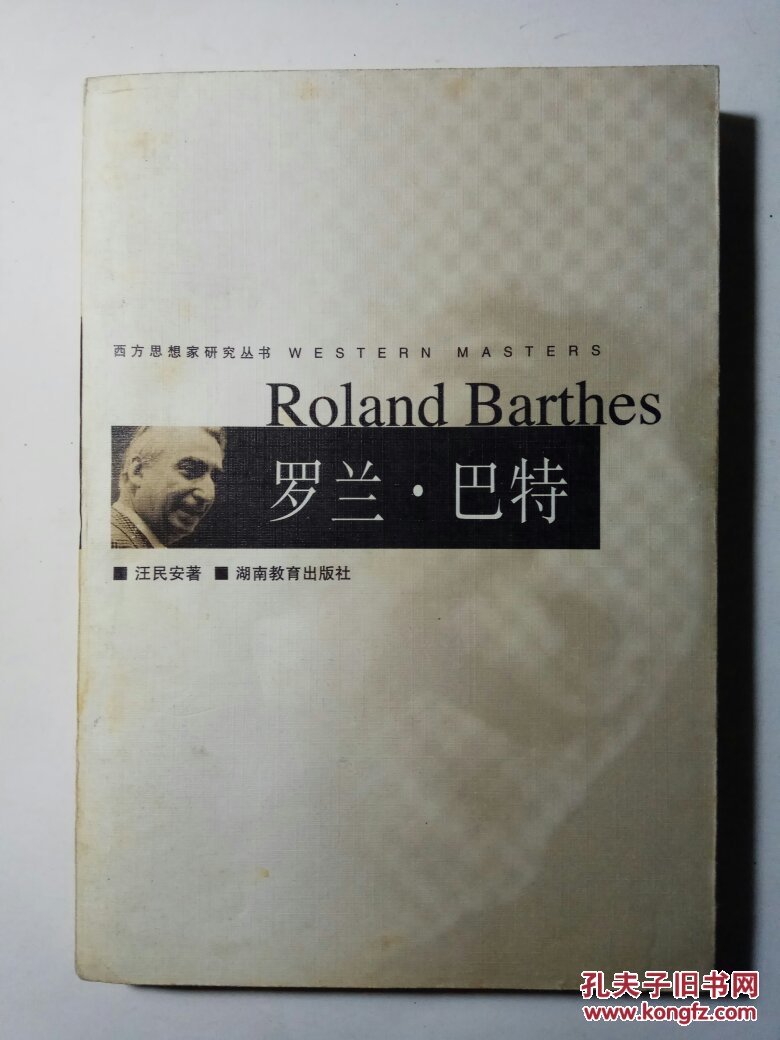 西方思想家研究丛书 WESTERN MASTERS
Roland Barthes
罗兰·巴特
■ 汪民安著 ■ 湖南教育出版社
孔夫子旧书网
www.kongfz.com